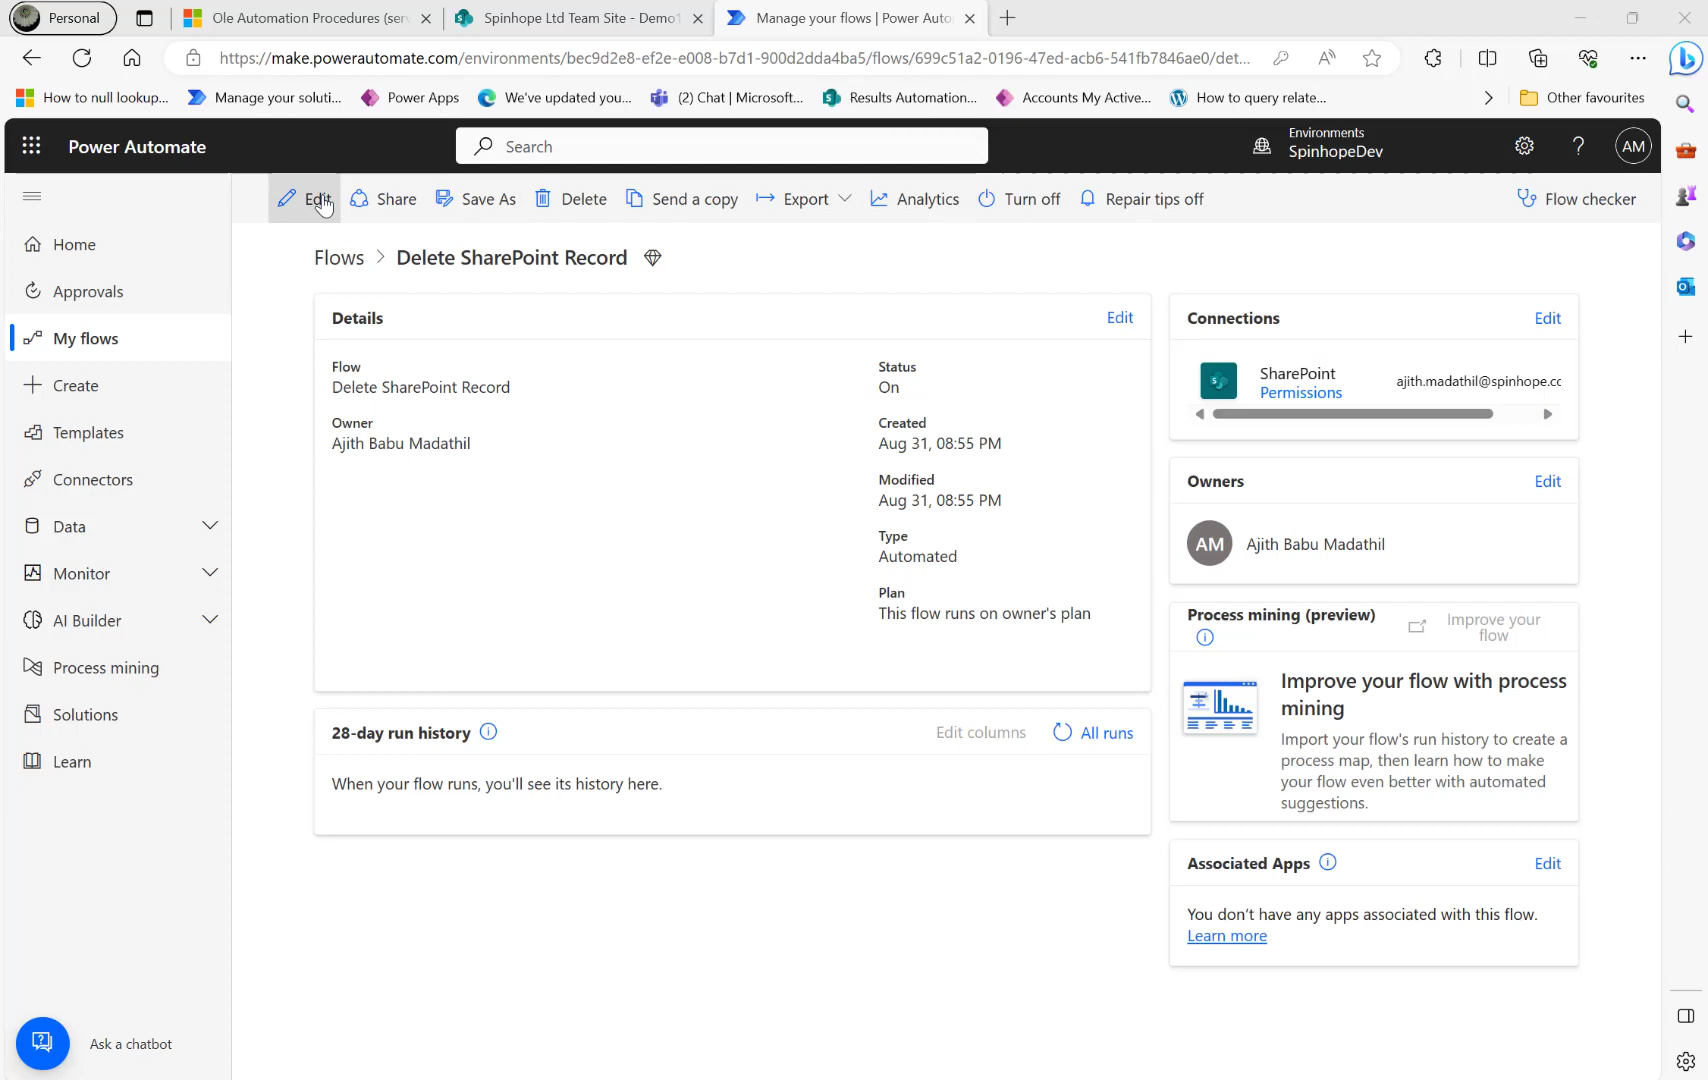 Personal
Ole Automation Procedures (serv
Spinhope Ltd Team Site - Demo1
Manage your flows | Power Auto
https://make.powerautomate.com/environments/bec9d2e8-ef2e-e008-b7d1-900d2dda4ba5/flows/699c51a2-0196-47ed-acb6-541fb7846ae0/det...
How to null lookup...
Manage your soluti...
Power Apps
We've updated you...
(2) Chat | Microsoft...
Results Automation...
Accounts My Active...
How to query relate...
Other favourites
Power Automate
Search
Environments
SpinhopeDev
AM
Edit
Share
Save As
Delete
Send a copy
Export
Analytics
Turn off
Repair tips off
Flow checker
Home
Approvals
My flows
Create
Templates
Connectors
Data
Monitor
AI Builder
Process mining
Solutions
Learn
Ask a chatbot
Flows > Delete SharePoint Record
Details
Edit
Flow
Delete SharePoint Record
Owner
Ajith Babu Madathil
Status
On
Created
Aug 31, 08:55 PM
Modified
Aug 31, 08:55 PM
Type
Automated
Plan
This flow runs on owner's plan
28-day run history
Edit columns
All runs
When your flow runs, you'll see its history here.
Connections
Edit
SharePoint
Permissions
ajith.madathil@spinhope.cc
Owners
Edit
AM
Ajith Babu Madathil
Process mining (preview)
Improve your
flow
Improve your flow with process
mining
Import your flow's run history to create a
process map, then learn how to make
your flow even better with automated
suggestions.
Associated Apps
Edit
You don't have any apps associated with this flow.
Learn more